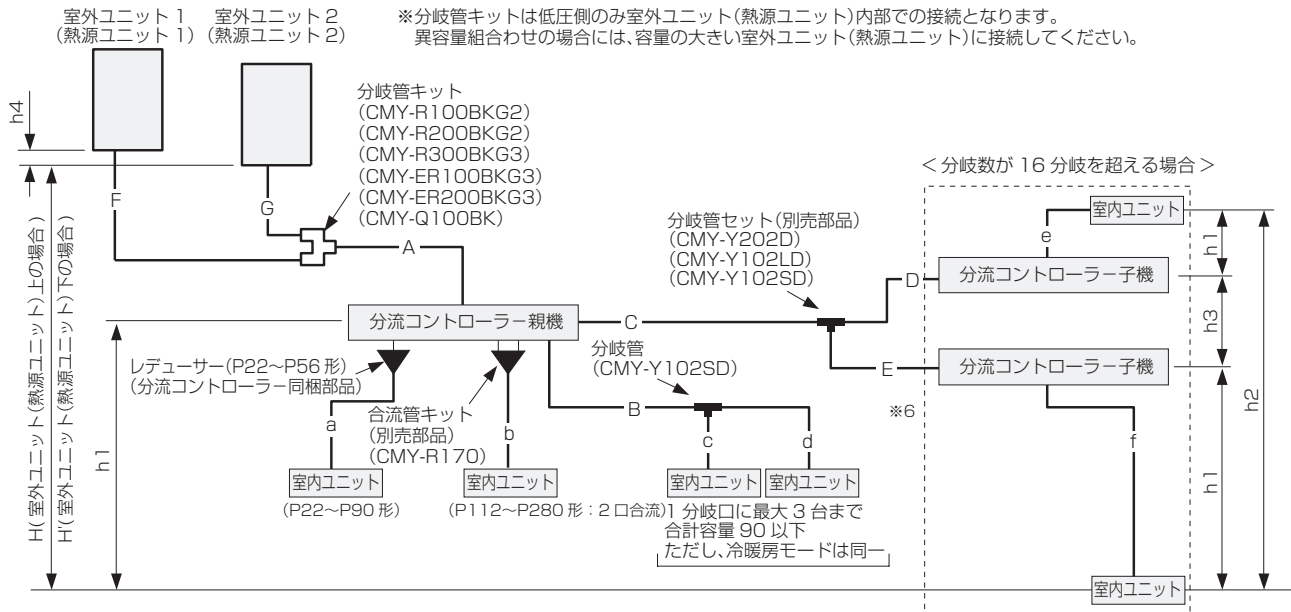 室外ユニット1
(熱源ユニット1)
室外ユニット2
(熱源ユニット2)
※分岐管キットは低圧側のみ室外ユニット(熱源ユニット)内部での接続となります。
異容量組合わせの場合には、容量の大きい室外ユニット(熱源ユニット)に接続してください。
h4
分岐管キット
(CMY-R100BKG2)
(CMY-R200BKG2)
(CMY-R300BKG3)
(CMY-ER100BKG3)
(CMY-ER200BKG3)
(CMY-Q100BK)
F
G
A
H(室外ユニット(熱源ユニット)上の場合)
H'(室外ユニット(熱源ユニット)下の場合)
h1
分流コントローラー親機
レデューサー(P22〜P56形)
(分流コントローラー同梱部品)
合流管キット
(別売部品)
(CMY-R170)
a
b
室内ユニット
(P22〜P90形)
室内ユニット
(P112〜P280形:2口合流)
C
分岐管
(CMY-Y102SD)
B
c
d
室内ユニット
室内ユニット
1分岐口に最大3台まで
合計容量90以下
ただし、冷暖房モードは同一
分岐管セット(別売部品)
(CMY-Y202D)
(CMY-Y102LD)
(CMY-Y102SD)
D
E
※6
<分岐数が16分岐を超える場合>
室内ユニット
e
h1
分流コントローラー子機
h3
分流コントローラー子機
f
h1
h2
室内ユニット